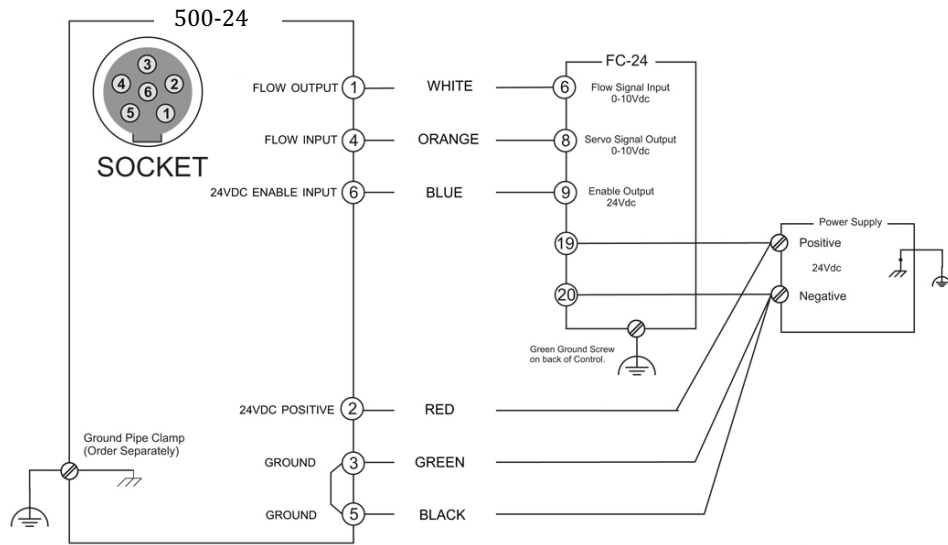 500-24
3
4
2
6
5
1
SOCKET
FLOW OUTPUT 1 WHITE
FLOW INPUT 4 ORANGE
24VDC ENABLE INPUT 6 BLUE
FC-24
6 Flow Signal Input
0-10Vdc
8 Servo Signal Output
0-10Vdc
9 Enable Output
24Vdc
19
20
Green Ground Screw
on back of Control.
Power Supply
Positive
24Vdc
Negative
24VDC POSITIVE 2 RED
Ground Pipe Clamp
(Order Separately)
GROUND 3 GREEN
GROUND 5 BLACK